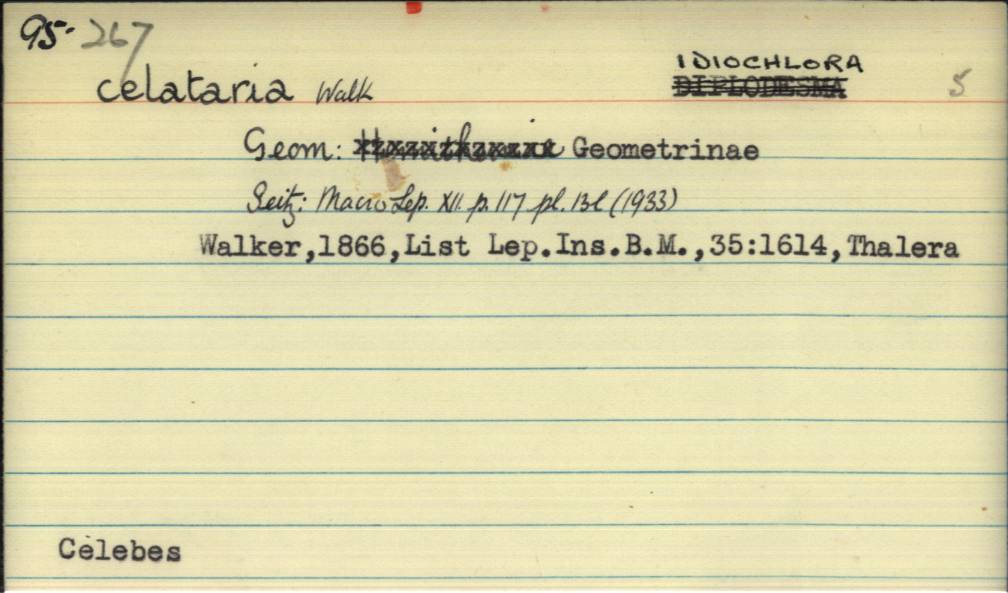 95-267
IDIOCHLORA
celataria Walk DIPLODESMA 5
Geom: Geometrinae
Seitz: Macro Lep. XII. p. 117 pl. 13l (1933)
Walker,1866,List Lep.Ins.B.M.,35:1614,Thalera
Celebes